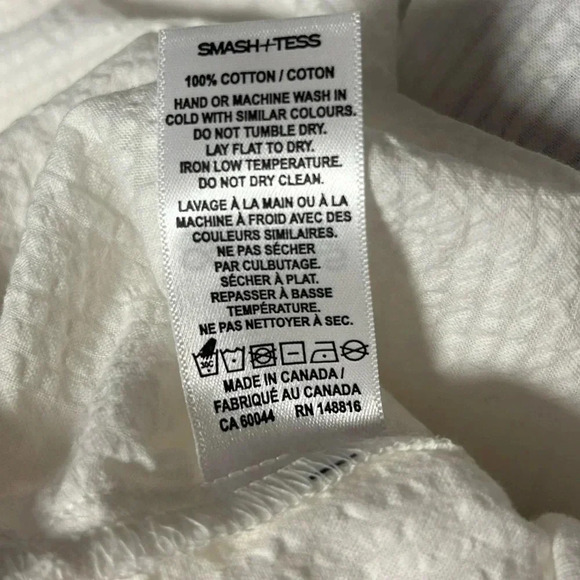 SMASH+TESS
100% COTTON / COTON
HAND OR MACHINE WASH IN
COLD WITH SIMILAR COLOURS.
DO NOT TUMBLE DRY.
LAY FLAT TO DRY.
IRON LOW TEMPERATURE.
DO NOT DRY CLEAN.
LAVAGE À LA MAIN OU À LA
MACHINE À FROID AVEC DES
COULEURS SIMILAIRES.
NE PAS SÉCHER
PAR CULBUTAGE.
SÉCHER À PLAT.
REPASSER À BASSE
TEMPÉRATURE.
NE PAS NETTOYER À SEC.
30C
MADE IN CANADA/
FABRIQUÉ AU CANADA
CA 60044 RN 148816